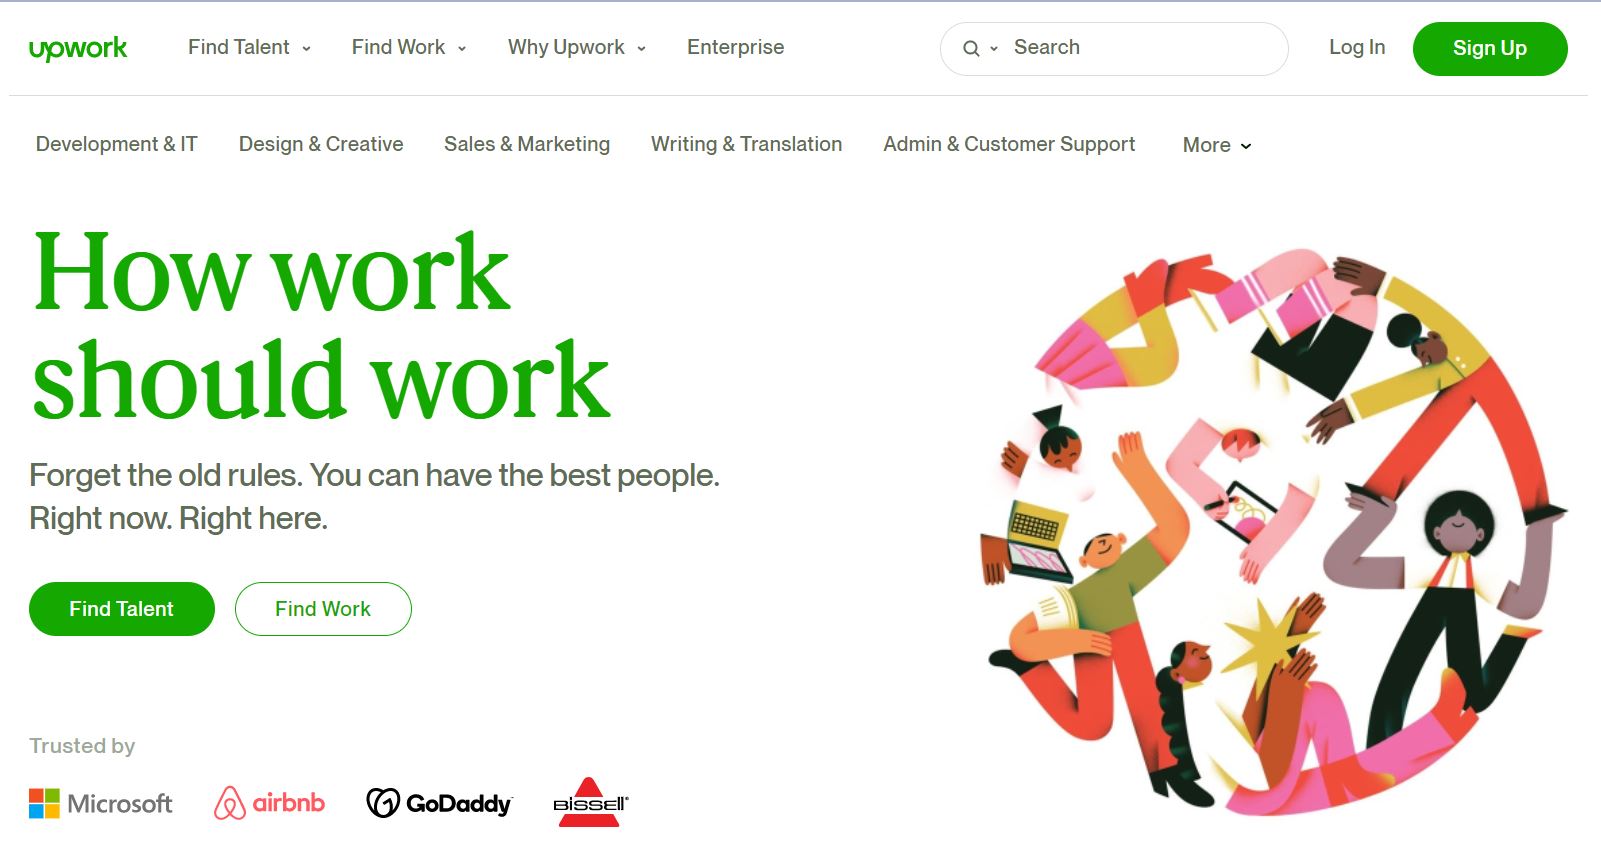 upwork Find Talent Find Work Why Upwork Enterprise Search Log In Sign Up
Development & IT Design & Creative Sales & Marketing Writing & Translation Admin & Customer Support More
How work
should work
Forget the old rules. You can have the best people.
Right now. Right here.
Find Talent Find Work
Trusted by
Microsoft airbnb GoDaddy BISSELL®